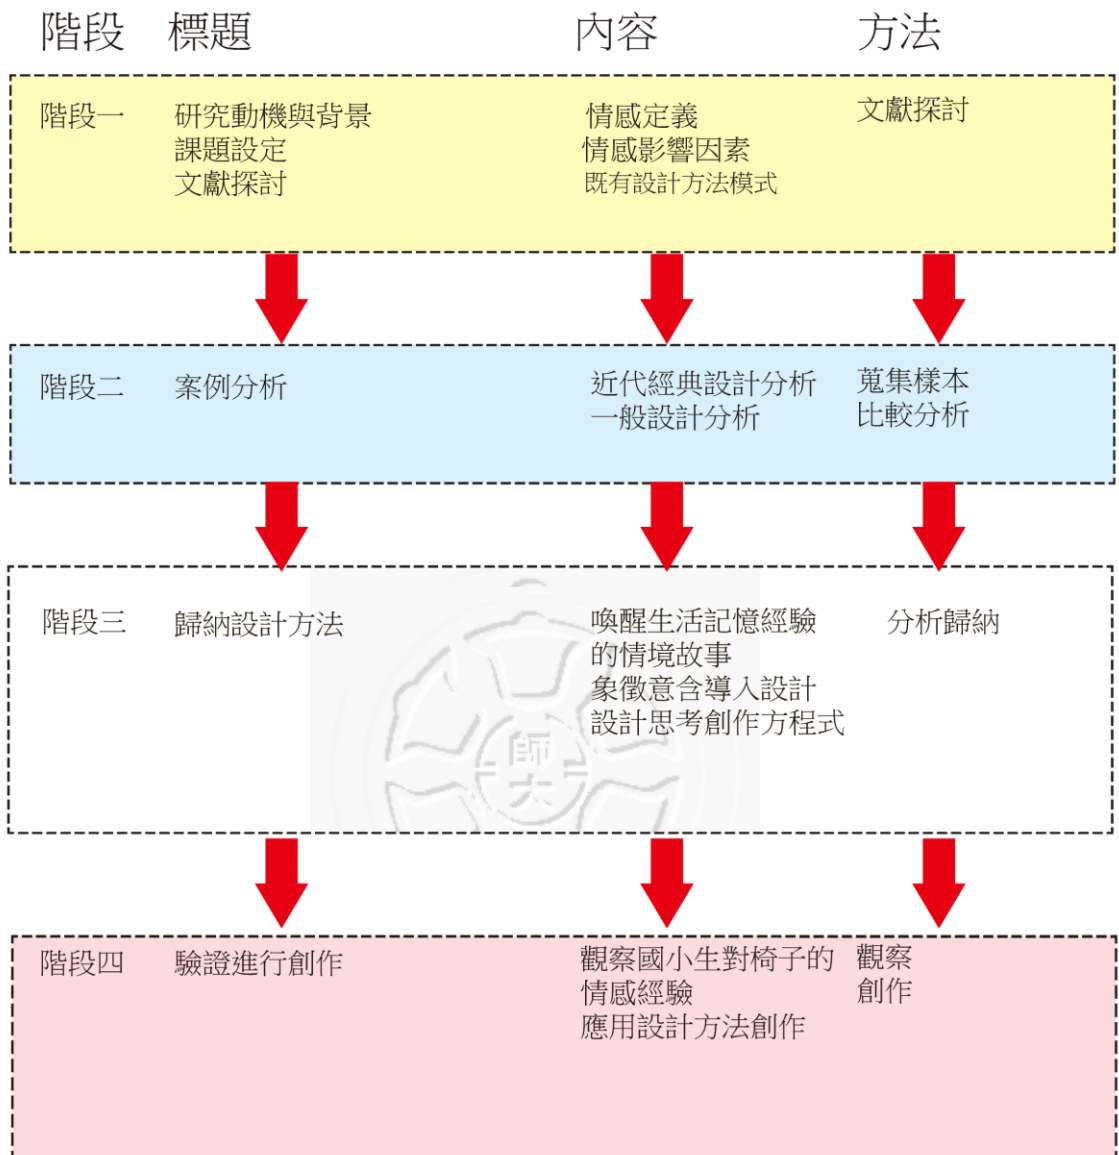 階段 標題 內容 方法
階段一
研究動機與背景
課題設定
文獻探討
情感定義
情感影響因素
既有設計方法模式
文獻探討
階段二
案例分析
近代經典設計分析
一般設計分析
蒐集樣本
比較分析
階段三
歸納設計方法
喚醒生活記憶經驗
的情境故事
象徵意含導入設計
設計思考創作方程式
分析歸納
師大
階段四
驗證進行創作
觀察國小生對椅子的
情感經驗
應用設計方法創作
觀察
創作